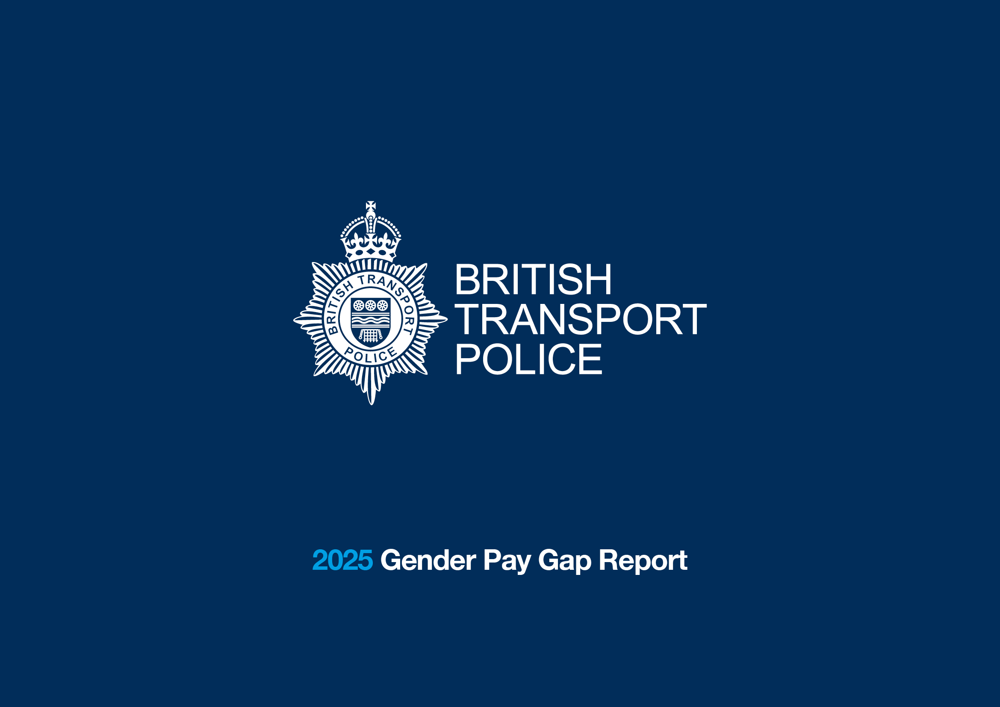 BRITISH TRANSPORT
POLICE
BRITISH
TRANSPORT
POLICE
2025 Gender Pay Gap Report